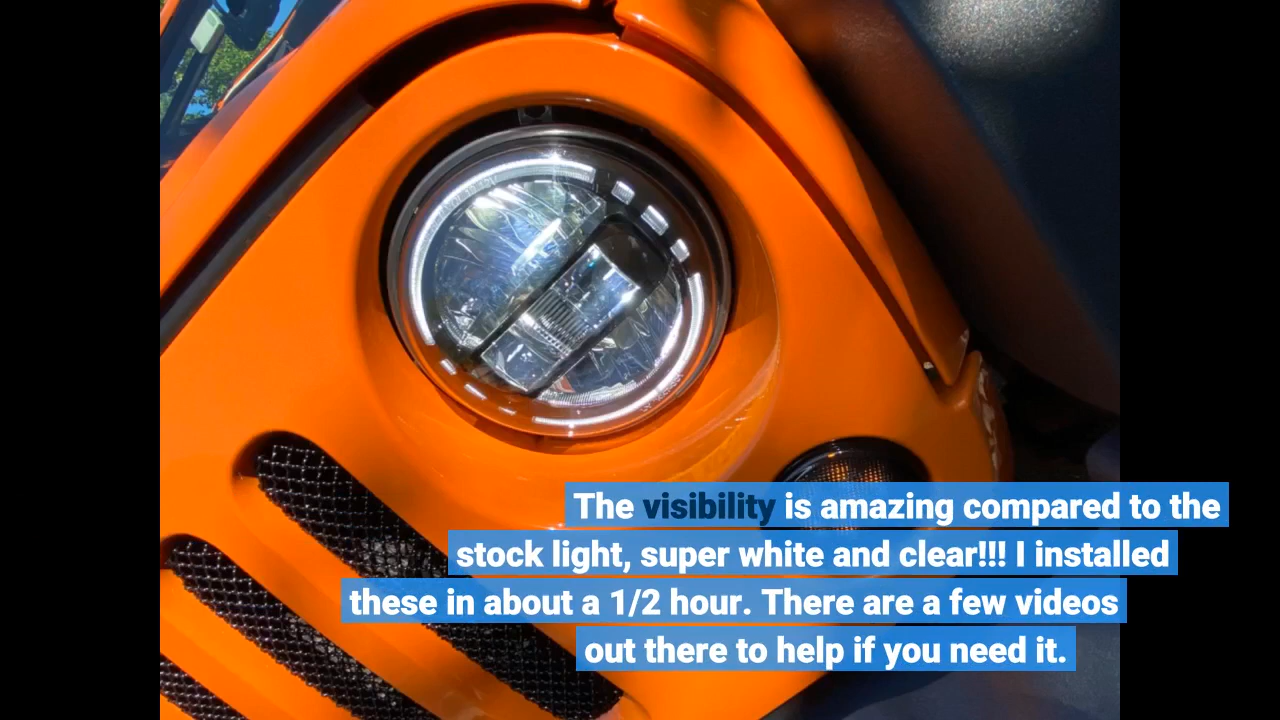 The visibility is amazing compared to the
stock light, super white and clear!!! I installed
these in about a 1/2 hour. There are a few videos
out there to help if you need it.